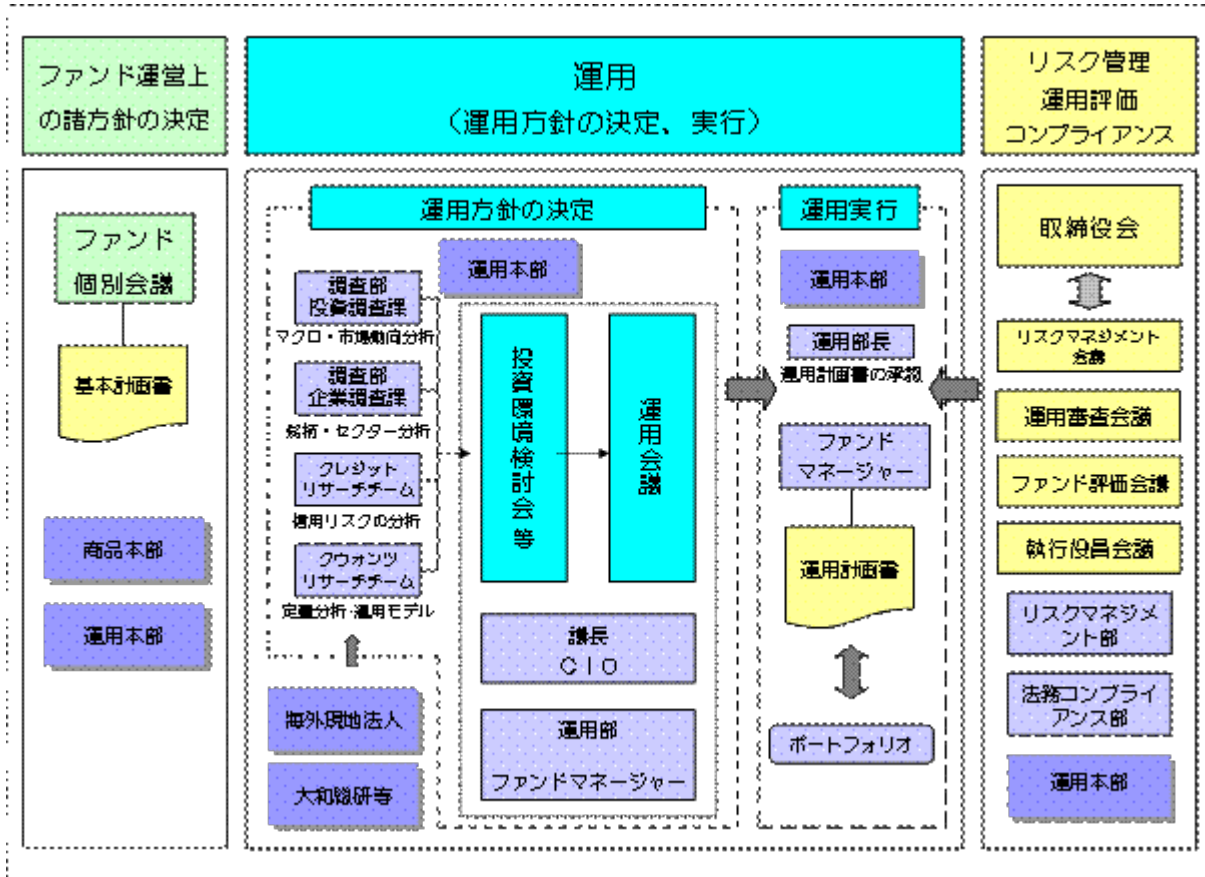 ファンド運営上
の諸方針の決定
ファンド
個別会議
基本計画書
商品本部
運用本部
運用
（運用方針の決定、実行）
運用方針の決定
運用本部
調査部
投資調査課
マクロ・市場動向分析
調査部
企業調査課
銘柄・セクター分析
クレジット
リサーチチーム
信用リスクの分析
クウォンツ
リサーチチーム
定量分析・運用モデル
海外現地法人
大和総研等
投資環境検討会等
運用会議
議長
ＣＩＯ
運用部
ファンドマネージャー
運用実行
運用本部
運用部長
運用計画書の承認
ファンド
マネージャー
運用計画書
ポートフォリオ
リスク管理
運用評価
コンプライアンス
取締役会
リスクマネジメント
会議
運用審査会議
ファンド評価会議
執行役員会議
リスクマネジメ
ント部
法務コンプライ
アンス部
運用本部